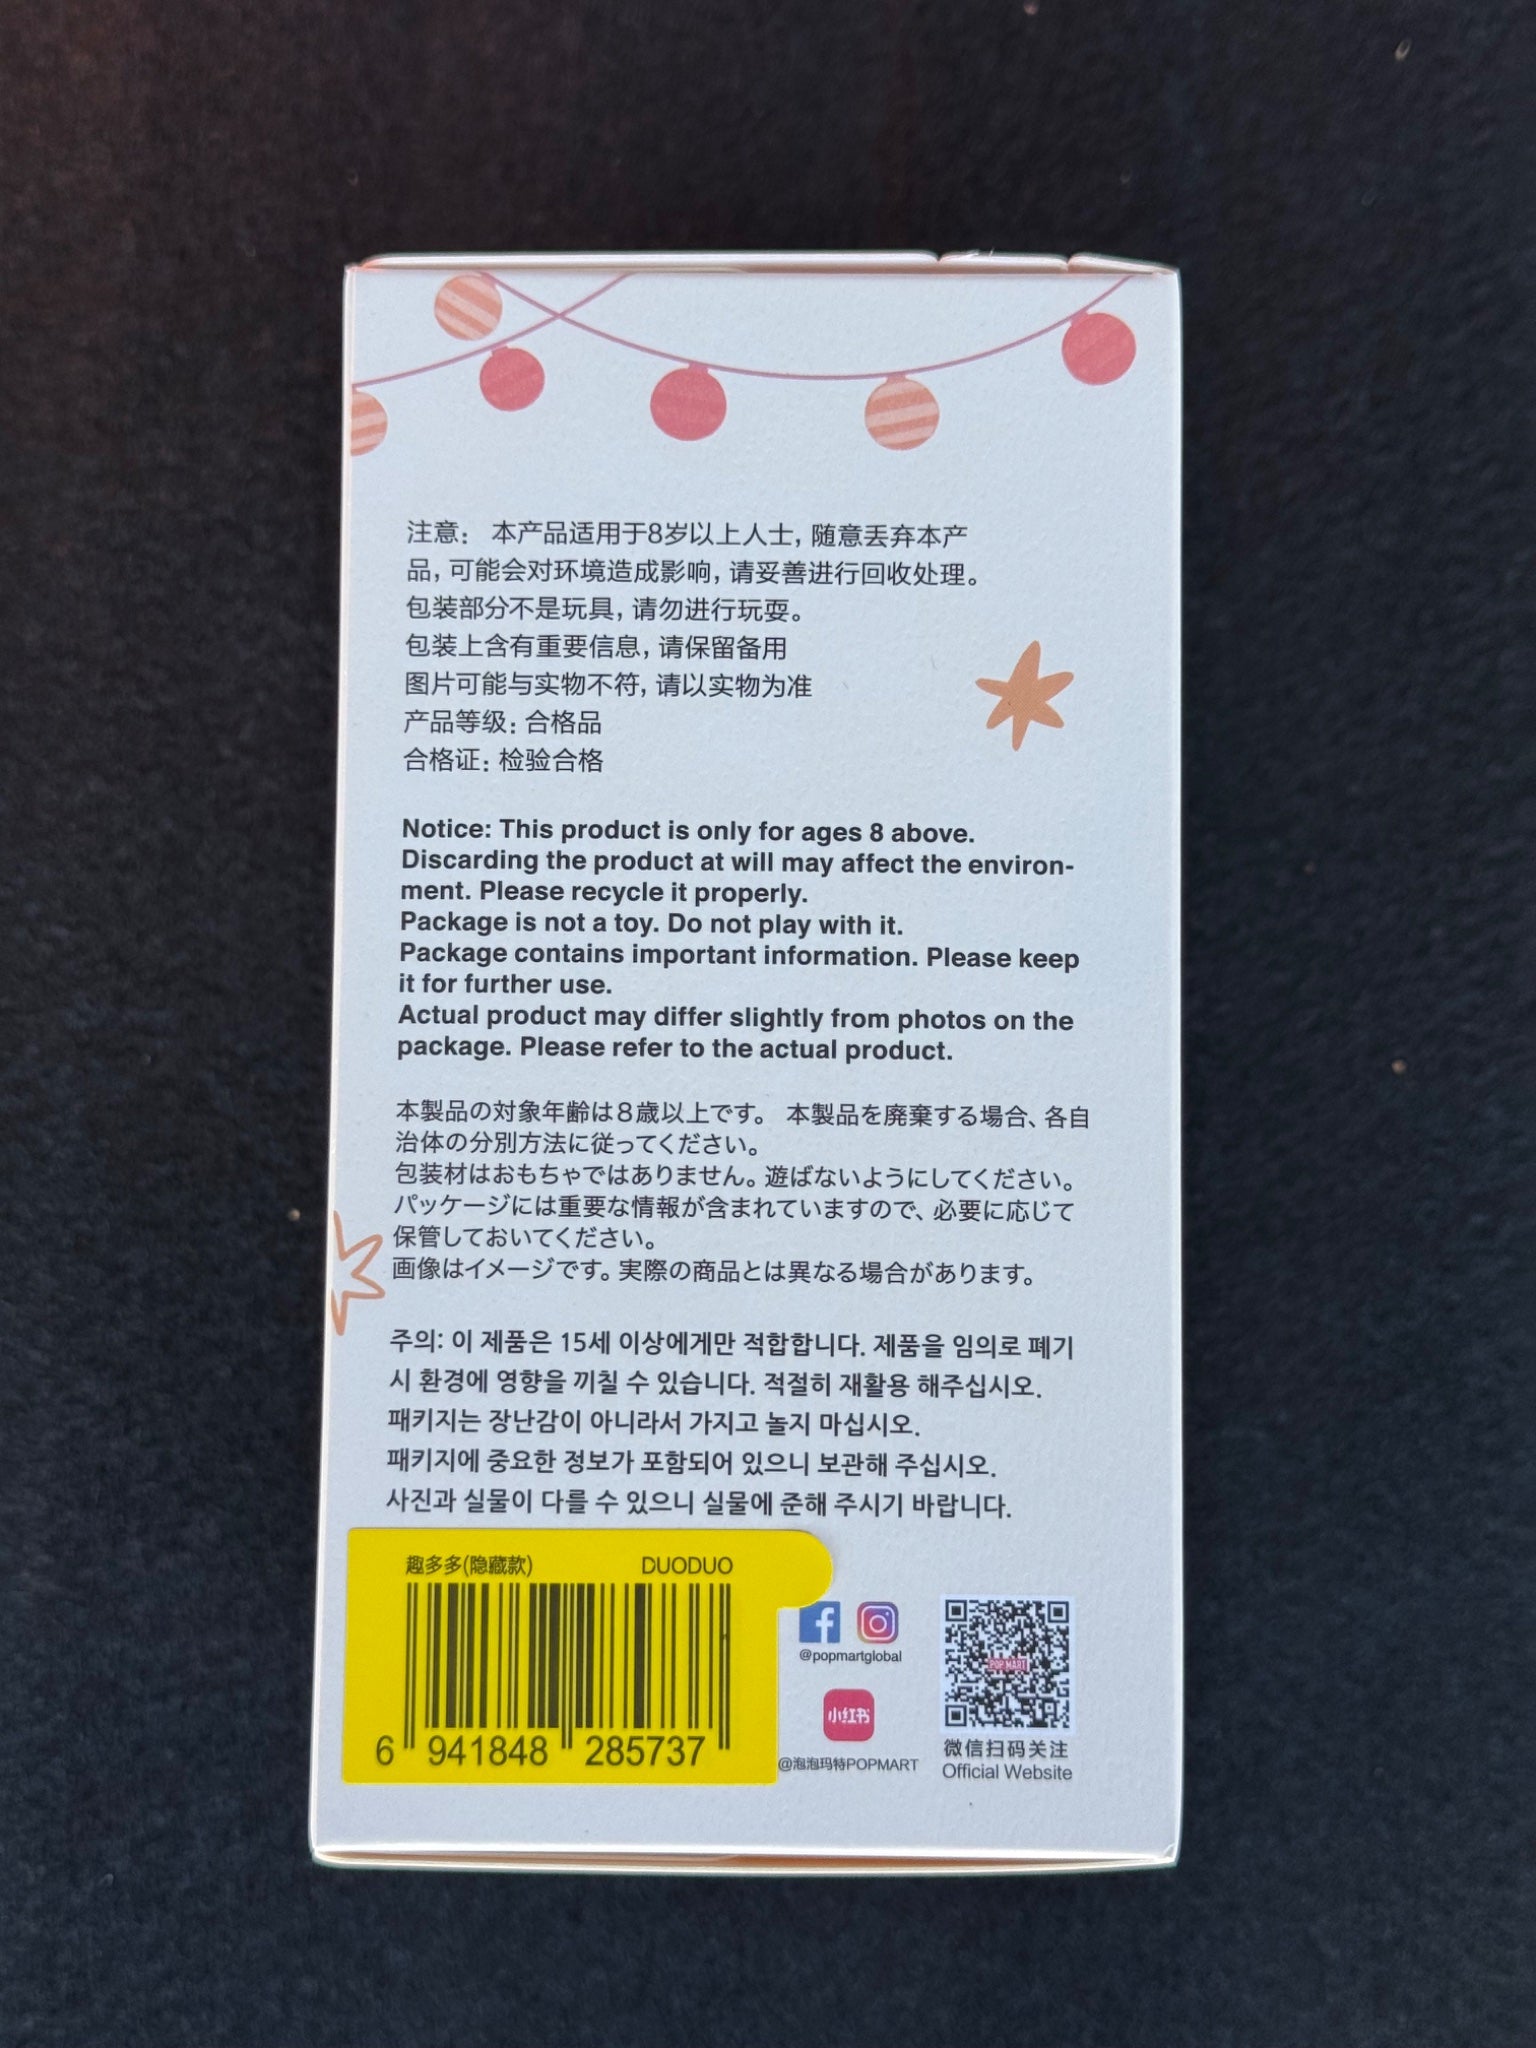 注意： 本产品适用于8岁以上人士，随意丢弃本产
品，可能会对环境造成影响，请妥善进行回收处理。
包装部分不是玩具，请勿进行玩耍。
包装上含有重要信息，请保留备用
图片可能与实物不符，请以实物为准
产品等级：合格品
合格证：检验合格
Notice: This product is only for ages 8 above.
Discarding the product at will may affect the environ-
ment. Please recycle it properly.
Package is not a toy. Do not play with it.
Package contains important information. Please keep
it for further use.
Actual product may differ slightly from photos on the
package. Please refer to the actual product.
本製品の対象年齢は８歳以上です。 本製品を廃棄する場合、各自
治体の分別方法に従ってください。
包装材はおもちゃではありません。遊ばないようにしてください。
パッケージには重要な情報が含まれていますので、必要に応じて
保管しておいてください。
画像はイメージです。実際の商品とは異なる場合があります。
주의: 이 제품은 15세 이상에게만 적합합니다. 제품을 임의로 폐기
시 환경에 영향을 끼칠 수 있습니다. 적절히 재활용 해주십시오.
패키지는 장난감이 아니라서 가지고 놀지 마십시오.
패키지에 중요한 정보가 포함되어 있으니 보관해 주십시오.
사진과 실물이 다를 수 있으니 실물에 준해 주시기 바랍니다.
趣多多(隐藏款) DUODUO
6 941848 285737
@popmartglobal
小红书
@泡泡玛特POPMART
POP MART
微信扫码关注
Official Website